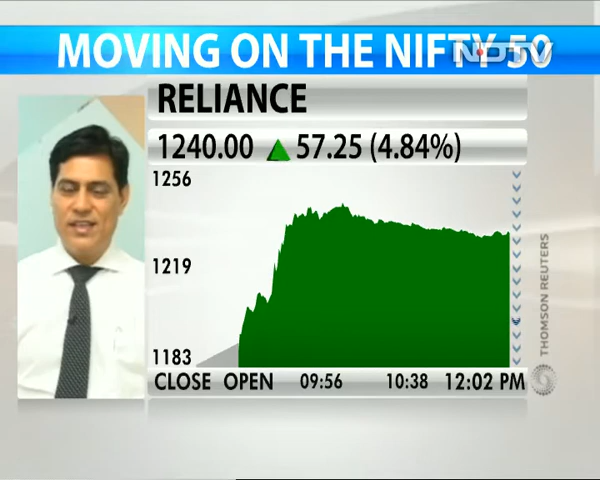 MOVING ON THE NIFTY 50
NDTV
RELIANCE
1240.00 ▲ 57.25 (4.84%)
1256
1219
1183
CLOSE OPEN 09:56 10:38 12:02 PM
THOMSON REUTERS